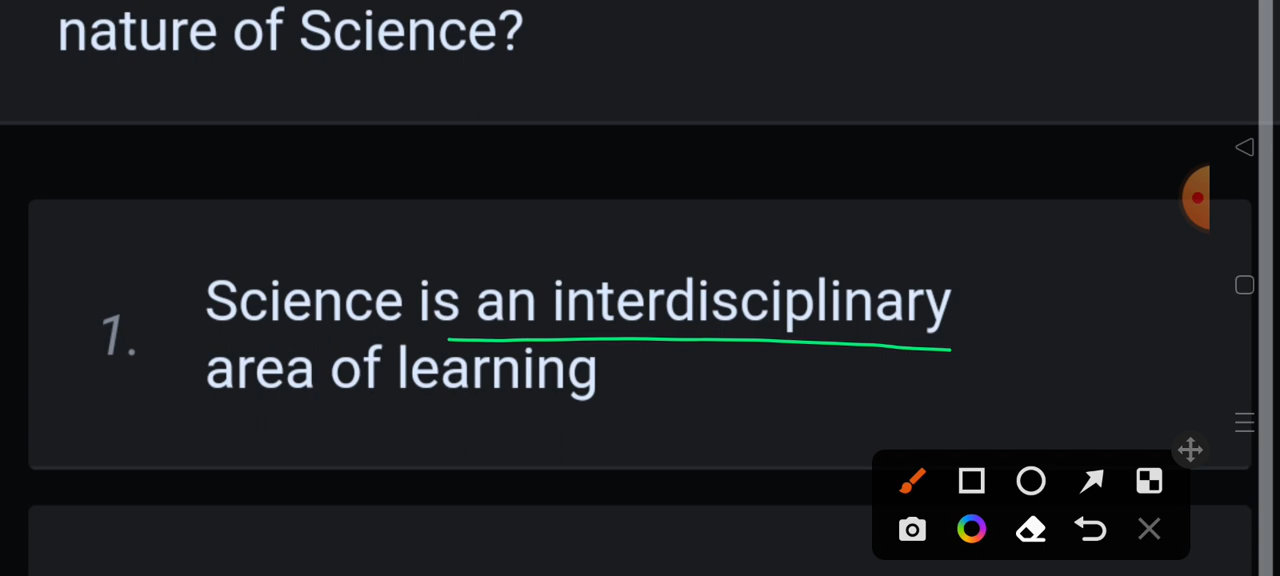 nature of Science?
1.
Science is an interdisciplinary
area of learning